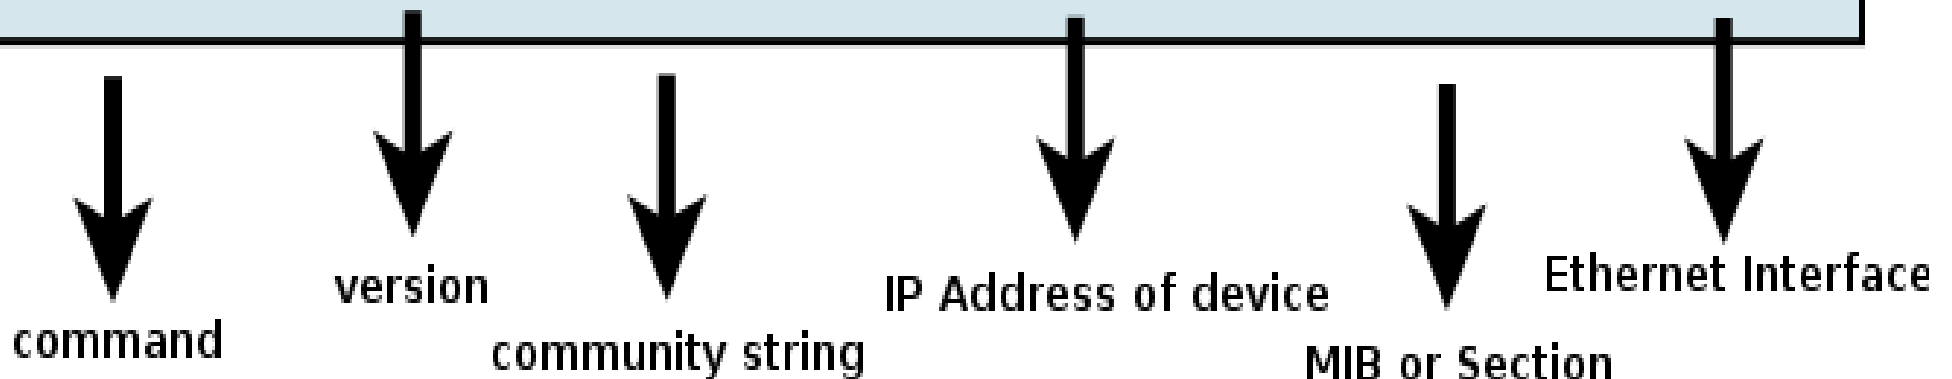 command
version
community string
IP Address of device
MIB or Section
Ethernet Interface